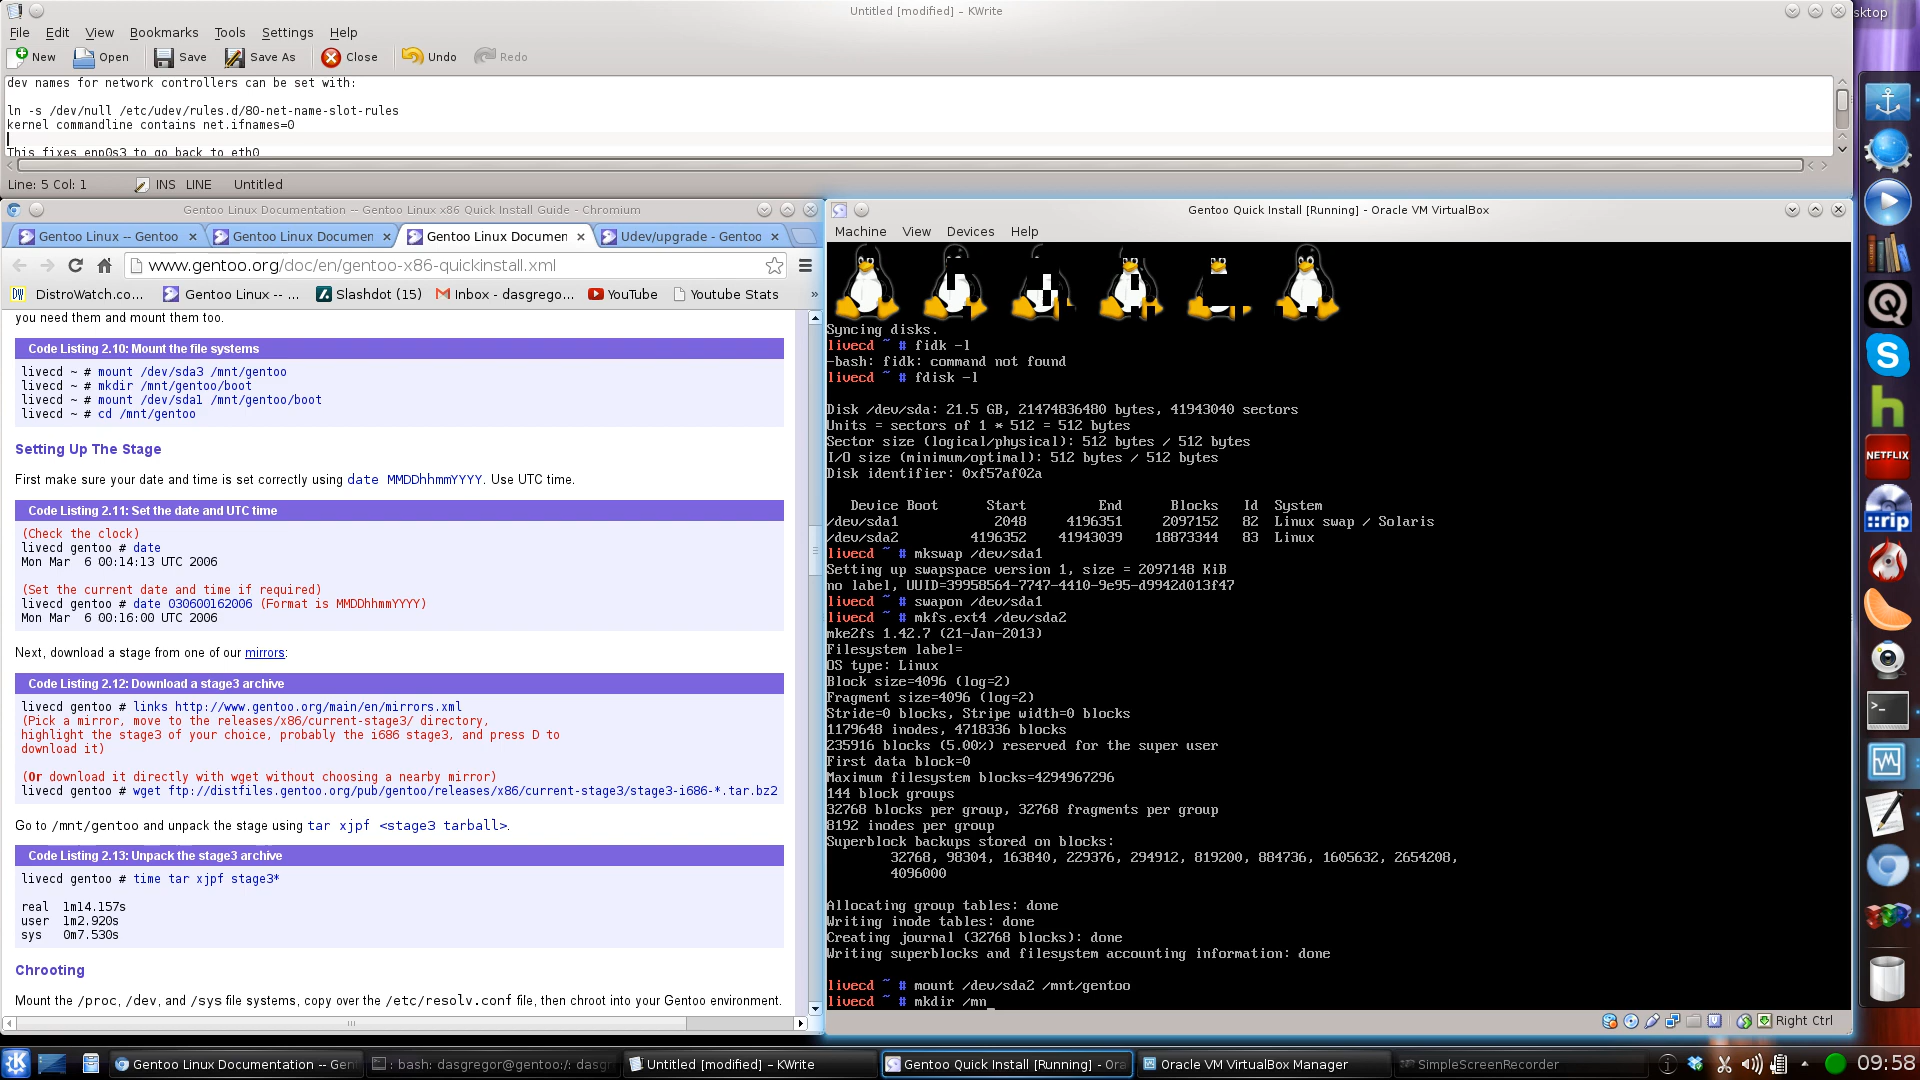 Untitled [modified] – KWrite
sktop
File Edit View Bookmarks Tools Settings Help
New Open Save Save As Close Undo Redo
dev names for network controllers can be set with:
ln -s /dev/null /etc/udev/rules.d/80-net-name-slot-rules
kernel commandline contains net.ifnames=0
This fixes enp0s3 to go back to eth0
Line: 5 Col: 1 INS LINE Untitled
Gentoo Linux Documentation -- Gentoo Linux x86 Quick Install Guide - Chromium
Gentoo Linux -- Gentoo
Gentoo Linux Documen
Gentoo Linux Documen
Udev/upgrade - Gentoo
www.gentoo.org/doc/en/gentoo-x86-quickinstall.xml
DistroWatch.co... Gentoo Linux -- ... Slashdot (15) Inbox - dasgrego... YouTube Youtube Stats »
you need them and mount them too.
Code Listing 2.10: Mount the file systems
livecd ~ # mount /dev/sda3 /mnt/gentoo
livecd ~ # mkdir /mnt/gentoo/boot
livecd ~ # mount /dev/sda1 /mnt/gentoo/boot
livecd ~ # cd /mnt/gentoo
Setting Up The Stage
First make sure your date and time is set correctly using date MMDDhhmmYYYY. Use UTC time.
Code Listing 2.11: Set the date and UTC time
(Check the clock)
livecd gentoo # date
Mon Mar  6 00:14:13 UTC 2006
(Set the current date and time if required)
livecd gentoo # date 030600162006 (Format is MMDDhhmmYYYY)
Mon Mar  6 00:16:00 UTC 2006
Next, download a stage from one of our mirrors:
Code Listing 2.12: Download a stage3 archive
livecd gentoo # links http://www.gentoo.org/main/en/mirrors.xml
(Pick a mirror, move to the releases/x86/current-stage3/ directory,
highlight the stage3 of your choice, probably the i686 stage3, and press D to
download it)
(Or download it directly with wget without choosing a nearby mirror)
livecd gentoo # wget ftp://distfiles.gentoo.org/pub/gentoo/releases/x86/current-stage3/stage3-i686-*.tar.bz2
Go to /mnt/gentoo and unpack the stage using tar xjpf <stage3 tarball>.
Code Listing 2.13: Unpack the stage3 archive
livecd gentoo # time tar xjpf stage3*
real  1m14.157s
user  1m2.920s
sys   0m7.530s
Chrooting
Mount the /proc, /dev, and /sys file systems, copy over the /etc/resolv.conf file, then chroot into your Gentoo environment.
Gentoo Quick Install [Running] - Oracle VM VirtualBox
Machine View Devices Help
Syncing disks.
livecd ~ # fidk -l
-bash: fidk: command not found
livecd ~ # fdisk -l
Disk /dev/sda: 21.5 GB, 21474836480 bytes, 41943040 sectors
Units = sectors of 1 * 512 = 512 bytes
Sector size (logical/physical): 512 bytes / 512 bytes
I/O size (minimum/optimal): 512 bytes / 512 bytes
Disk identifier: 0xf57af02a
Device Boot      Start         End      Blocks   Id  System
/dev/sda1            2048     4196351     2097152   82  Linux swap / Solaris
/dev/sda2         4196352    41943039    18873344   83  Linux
livecd ~ # mkswap /dev/sda1
Setting up swapspace version 1, size = 2097148 KiB
no label, UUID=39958564-7747-4410-9e95-d9942d013f47
livecd ~ # swapon /dev/sda1
livecd ~ # mkfs.ext4 /dev/sda2
mke2fs 1.42.7 (21-Jan-2013)
Filesystem label=
OS type: Linux
Block size=4096 (log=2)
Fragment size=4096 (log=2)
Stride=0 blocks, Stripe width=0 blocks
1179648 inodes, 4718336 blocks
235916 blocks (5.00%) reserved for the super user
First data block=0
Maximum filesystem blocks=4294967296
144 block groups
32768 blocks per group, 32768 fragments per group
8192 inodes per group
Superblock backups stored on blocks:
32768, 98304, 163840, 229376, 294912, 819200, 884736, 1605632, 2654208,
4096000
Allocating group tables: done
Writing inode tables: done
Creating journal (32768 blocks): done
Writing superblocks and filesystem accounting information: done
livecd ~ # mount /dev/sda2 /mnt/gentoo
livecd ~ # mkdir /mn_
Right Ctrl
NETFLIX
::rip
Gentoo Linux Documentation -- Gen
: bash: dasgregor@gentoo:/: dasg
Untitled [modified] – KWrite
Gentoo Quick Install [Running] - Ora
Oracle VM VirtualBox Manager
SimpleScreenRecorder
09:58